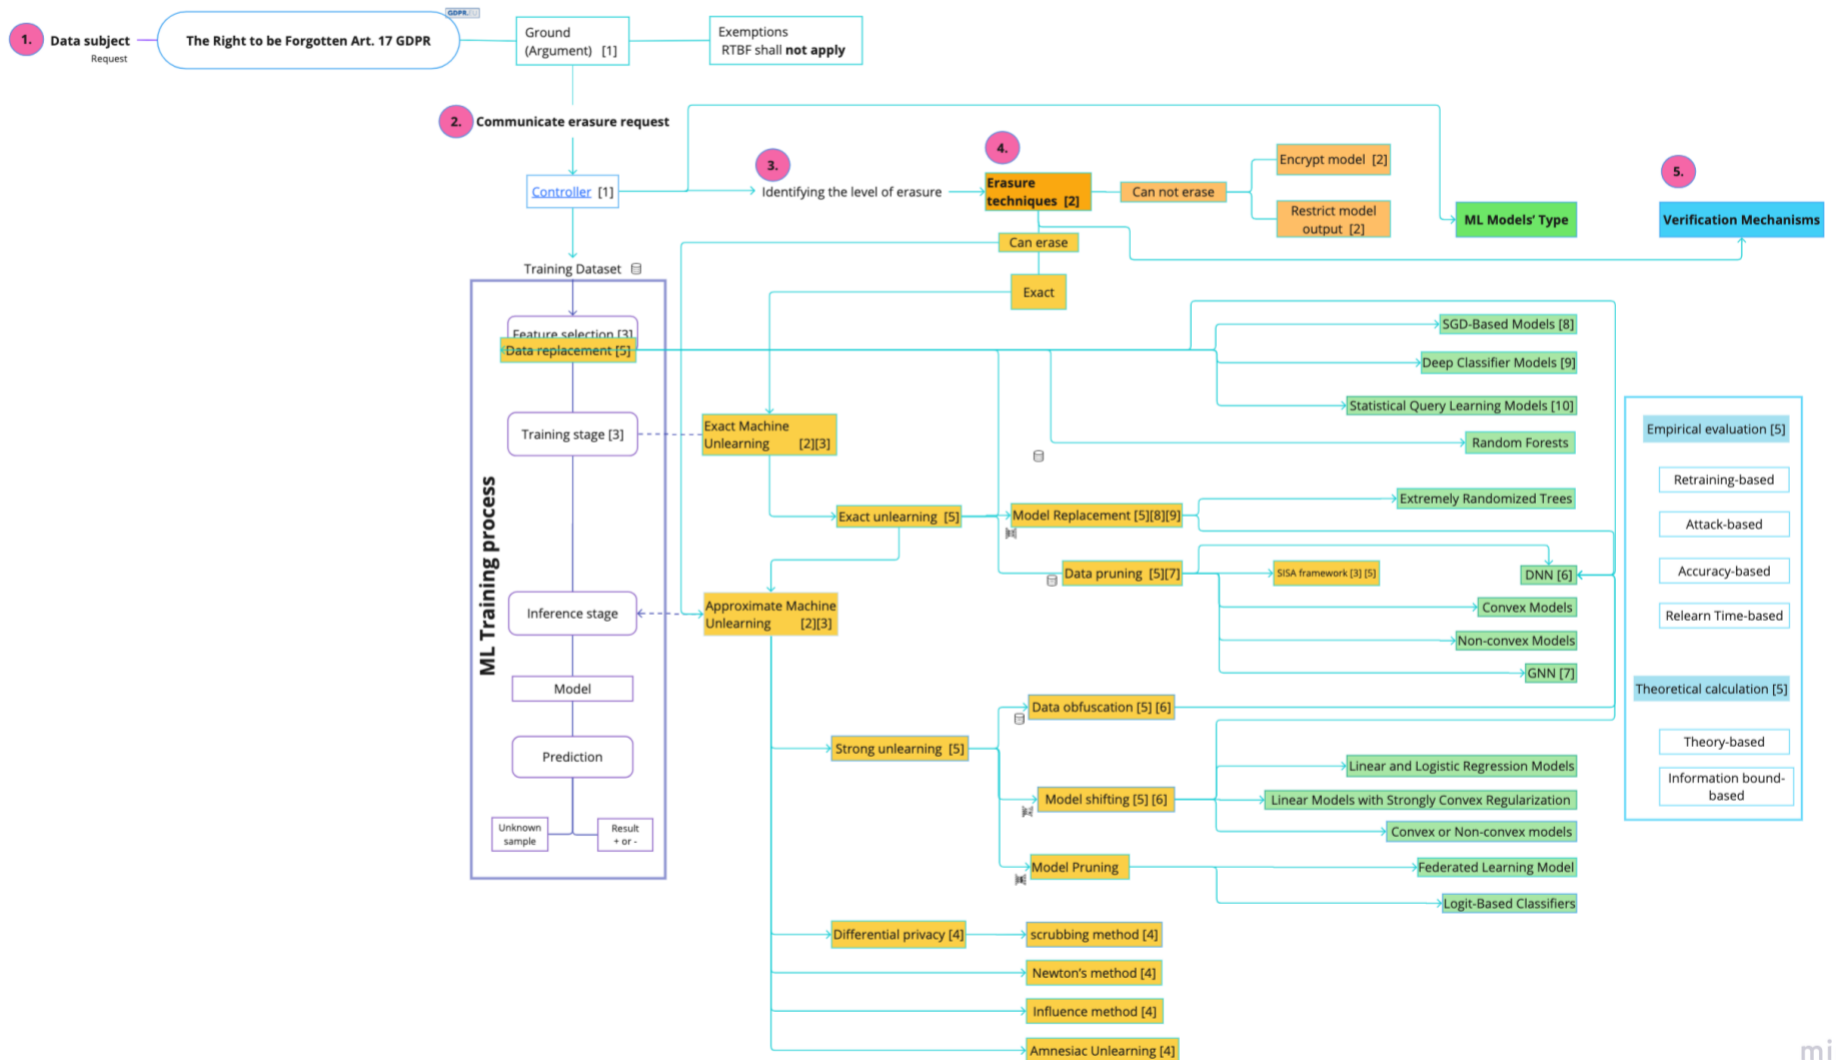 1.
Data subject
Request
The Right to be Forgotten Art. 17 GDPR
GDPR.EU
Ground
(Argument) [1]
Exemptions
RTBF shall not apply
2.
Communicate erasure request
Controller [1]
3.
Identifying the level of erasure
4.
Erasure
techniques [2]
Can not erase
Encrypt model [2]
Restrict model
output [2]
ML Models' Type
5.
Verification Mechanisms
Can erase
Exact
Training Dataset
ML Training process
Feature selection [3]
Data replacement [5]
Training stage [3]
Inference stage
Model
Prediction
Unknown
sample
Result
+ or -
Exact Machine
Unlearning [2][3]
Exact unlearning [5]
Approximate Machine
Unlearning [2][3]
Model Replacement [5][8][9]
Data pruning [5][7]
SISA framework [3] [5]
Strong unlearning [5]
Data obfuscation [5] [6]
Model shifting [5] [6]
Model Pruning
Differential privacy [4]
scrubbing method [4]
Newton's method [4]
Influence method [4]
Amnesiac Unlearning [4]
SGD-Based Models [8]
Deep Classifier Models [9]
Statistical Query Learning Models [10]
Random Forests
Extremely Randomized Trees
DNN [6]
Convex Models
Non-convex Models
GNN [7]
Linear and Logistic Regression Models
Linear Models with Strongly Convex Regularization
Convex or Non-convex models
Federated Learning Model
Logit-Based Classifiers
Empirical evaluation [5]
Retraining-based
Attack-based
Accuracy-based
Relearn Time-based
Theoretical calculation [5]
Theory-based
Information bound-
based
mi